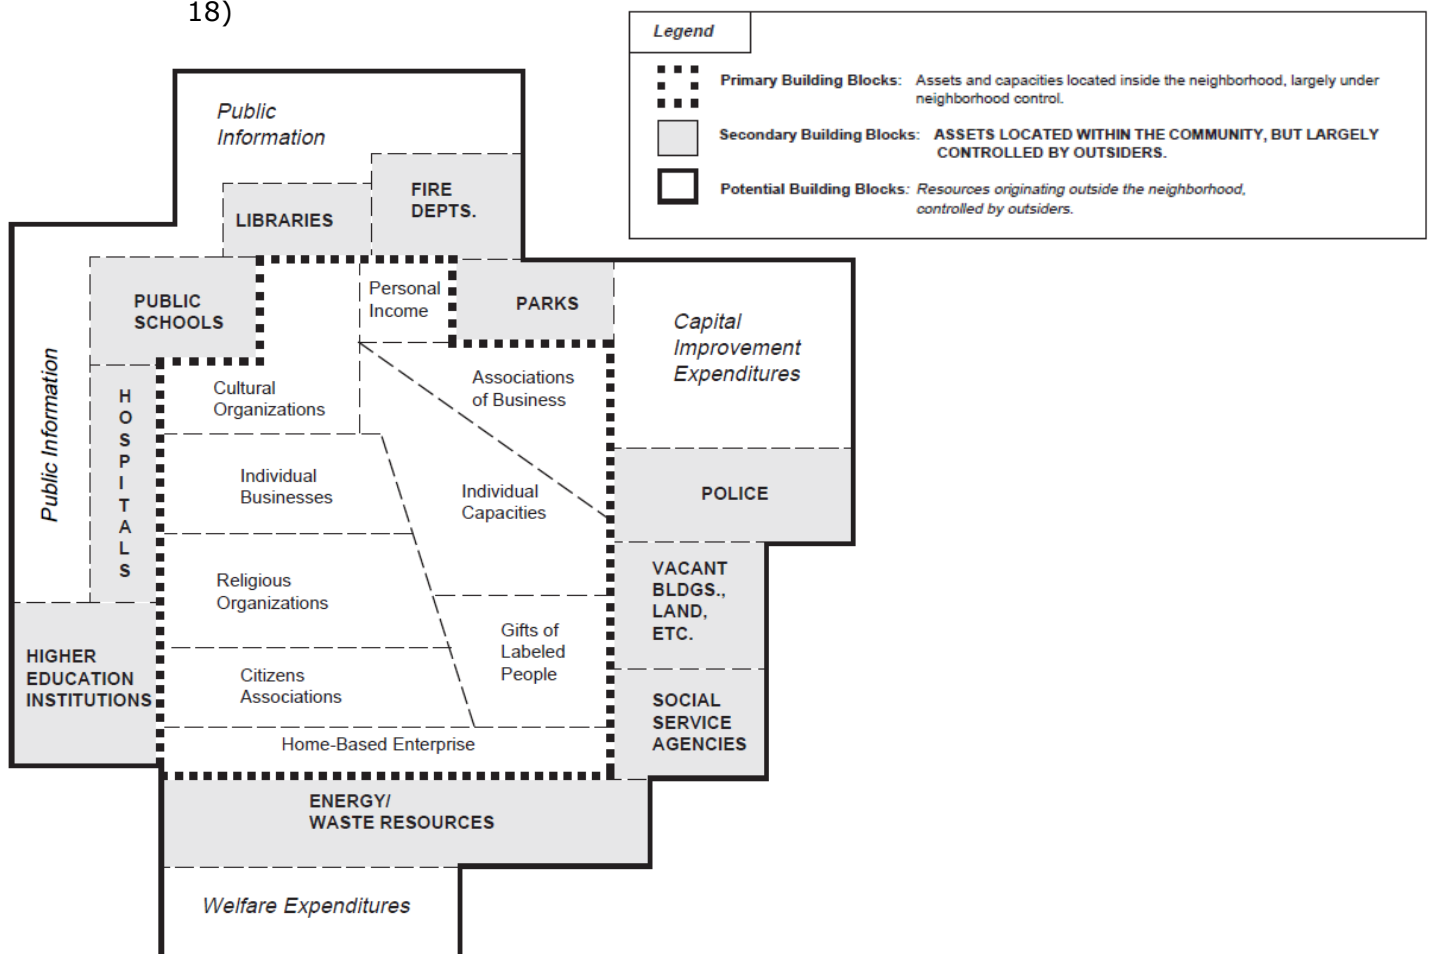 18)
Legend
Primary Building Blocks: Assets and capacities located inside the neighborhood, largely under
neighborhood control.
Secondary Building Blocks: ASSETS LOCATED WITHIN THE COMMUNITY, BUT LARGELY
CONTROLLED BY OUTSIDERS.
Potential Building Blocks: Resources originating outside the neighborhood,
controlled by outsiders.
Public
Information
FIRE
DEPTS.
LIBRARIES
Personal
Income
PUBLIC
SCHOOLS
PARKS
Capital
Improvement
Expenditures
Public Information
HOSPITALS
Cultural
Organizations
Associations
of Business
Individual
Businesses
Individual
Capacities
POLICE
Religious
Organizations
VACANT
BLDGS.,
LAND,
ETC.
Gifts of
Labeled
People
HIGHER
EDUCATION
INSTITUTIONS
Citizens
Associations
SOCIAL
SERVICE
AGENCIES
Home-Based Enterprise
ENERGY/
WASTE RESOURCES
Welfare Expenditures